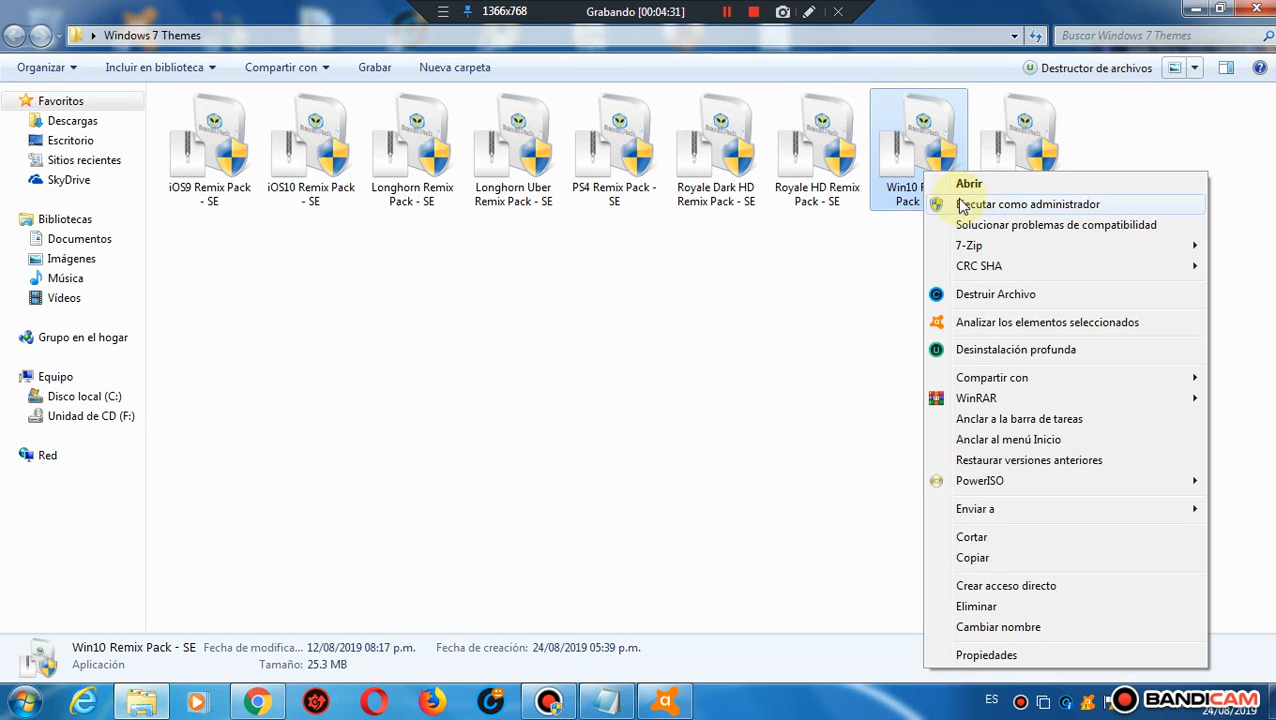 1366x768
Grabando [00:04:31]
Windows 7 Themes
Buscar Windows 7 Themes
Organizar
Incluir en biblioteca
Compartir con
Grabar
Nueva carpeta
Destructor de archivos
Favoritos
Descargas
Escritorio
Sitios recientes
SkyDrive
Bibliotecas
Documentos
Imágenes
Música
Vídeos
Grupo en el hogar
Equipo
Disco local (C:)
Unidad de CD (F:)
Red
iOS9 Remix Pack
- SE
iOS10 Remix Pack
- SE
Longhorn Remix
Pack - SE
Longhorn Uber
Remix Pack - SE
PS4 Remix Pack -
SE
Royale Dark HD
Remix Pack - SE
Royale HD Remix
Pack - SE
Win10
Pack
Abrir
Ejecutar como administrador
Solucionar problemas de compatibilidad
7-Zip
CRC SHA
Destruir Archivo
Analizar los elementos seleccionados
Desinstalación profunda
Compartir con
WinRAR
Anclar a la barra de tareas
Anclar al menú Inicio
Restaurar versiones anteriores
PowerISO
Enviar a
Cortar
Copiar
Crear acceso directo
Eliminar
Cambiar nombre
Propiedades
Win10 Remix Pack - SE Fecha de modifica... 12/08/2019 08:17 p.m. Fecha de creación: 24/08/2019 05:39 p.m.
Aplicación Tamaño: 25.3 MB
ES
BANDICAM
24/08/2019